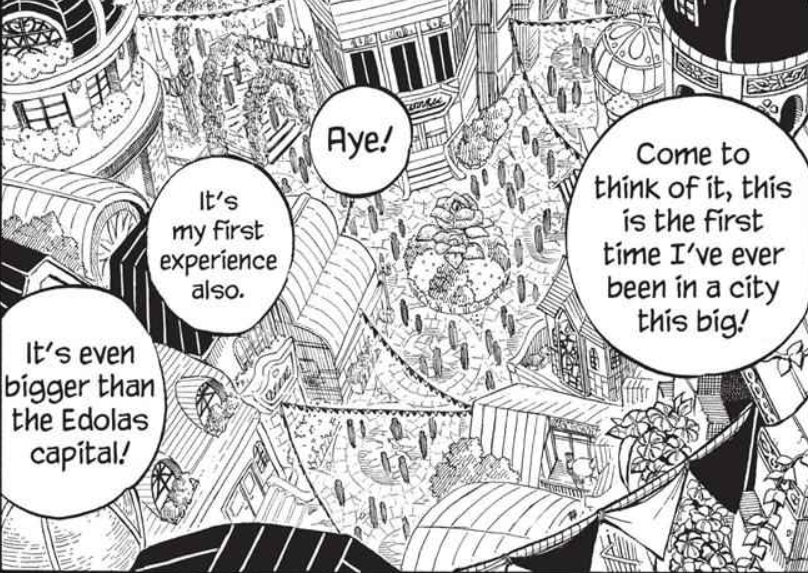 Come to
think of it, this
is the first
time I've ever
been in a city
this big!
Aye!
It's
my first
experience
also.
It's even
bigger than
the Edolas
capital!